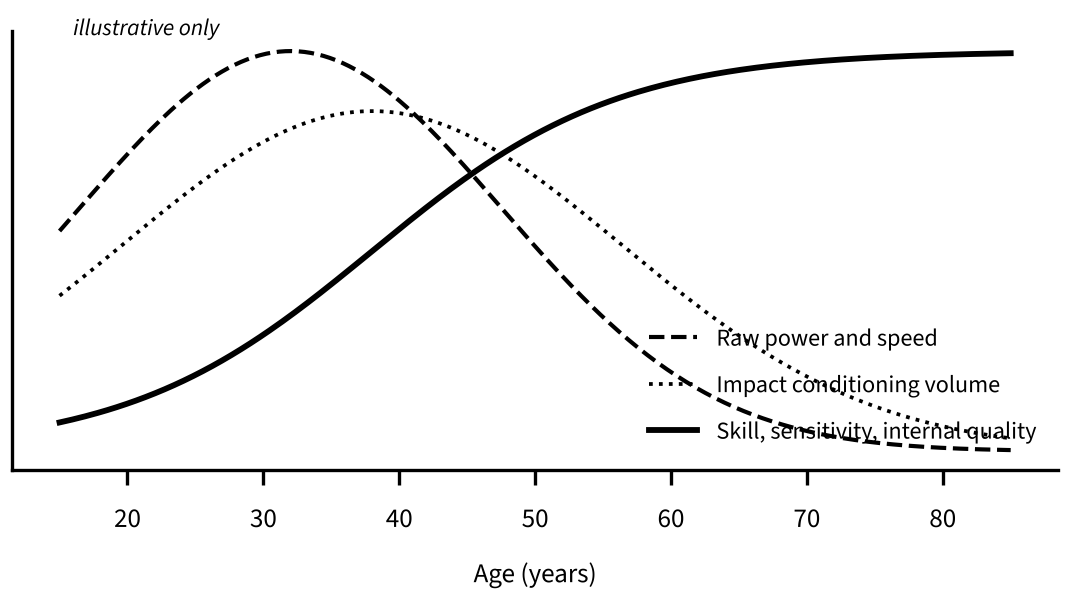 illustrative only
Raw power and speed
Impact conditioning volume
Skill, sensitivity, internal quality
20 30 40 50 60 70 80
Age (years)